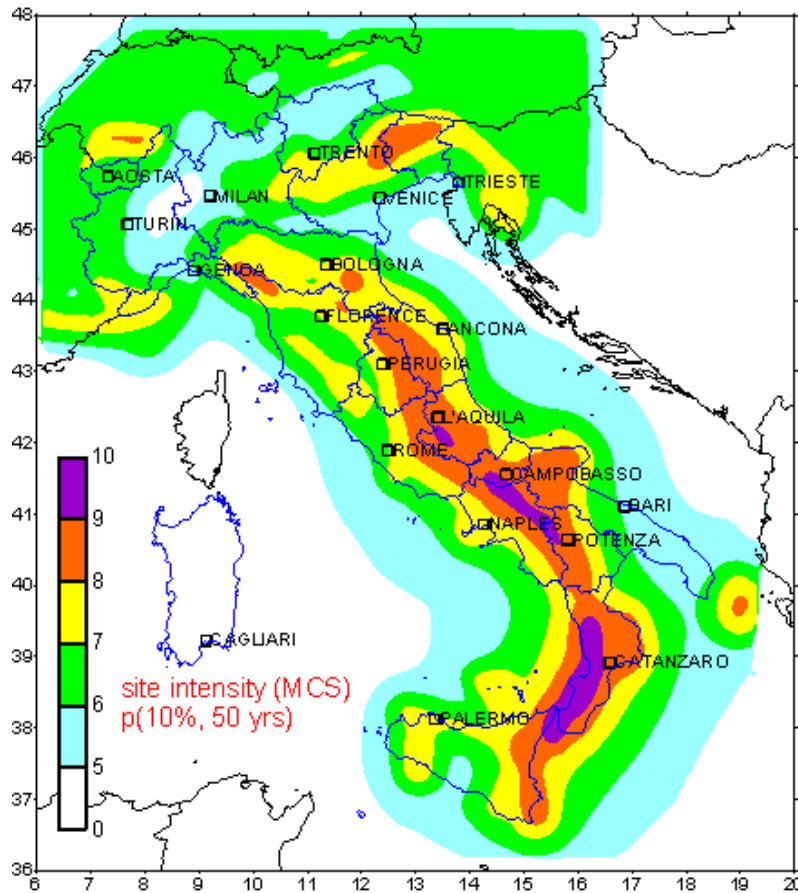 48
47
46
45
44
43
42
41
40
39
38
37
36
AOSTA
TRENTO
MILAN
VENICE
TRIESTE
TURIN
GENOA
BOLOGNA
FLORENCE
ANCONA
PERUGIA
L'AQUILA
ROME
CAMPOBASSO
BARI
NAPLES
POTENZA
CAGLIARI
CATANZARO
PALERMO
10
9
8
7
6
5
0
site intensity (MCS)
p(10%, 50 yrs)
6 7 8 9 10 11 12 13 14 15 16 17 18 19 20